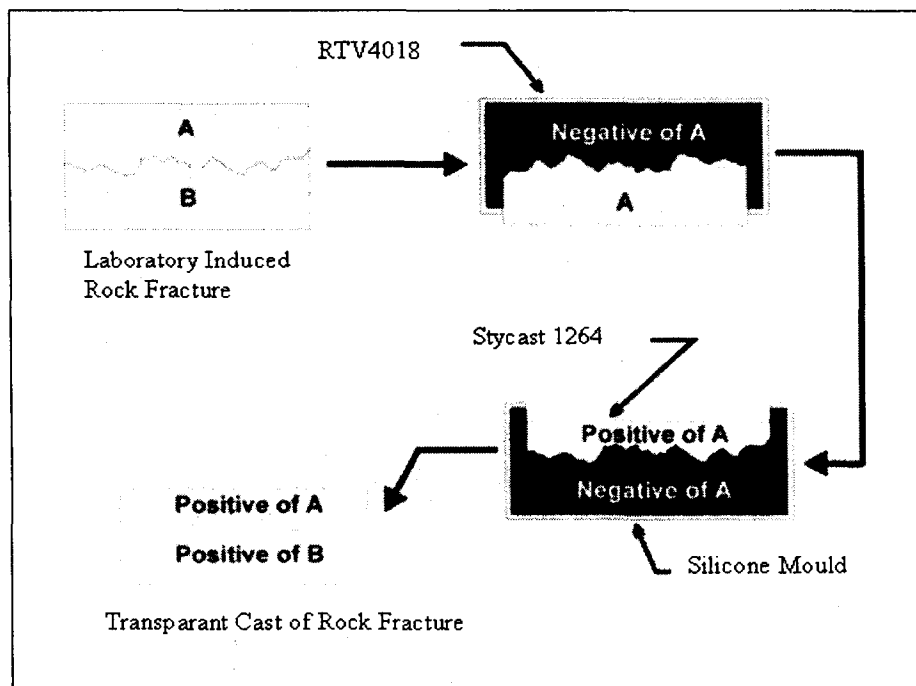 RTV4018
A
B
Laboratory Induced
Rock Fracture
Negative of A
A
Stycast 1264
Positive of A
Negative of A
Silicone Mould
Positive of A
Positive of B
Transparant Cast of Rock Fracture